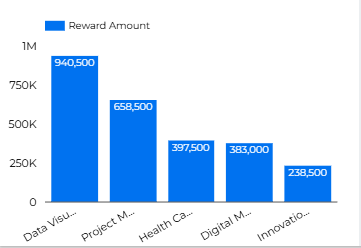 Reward Amount
1M
750K
500K
250K
0
940,500
658,500
397,500
383,000
238,500
Data Visu...
Project M...
Health Ca...
Digital M...
Innovatio...